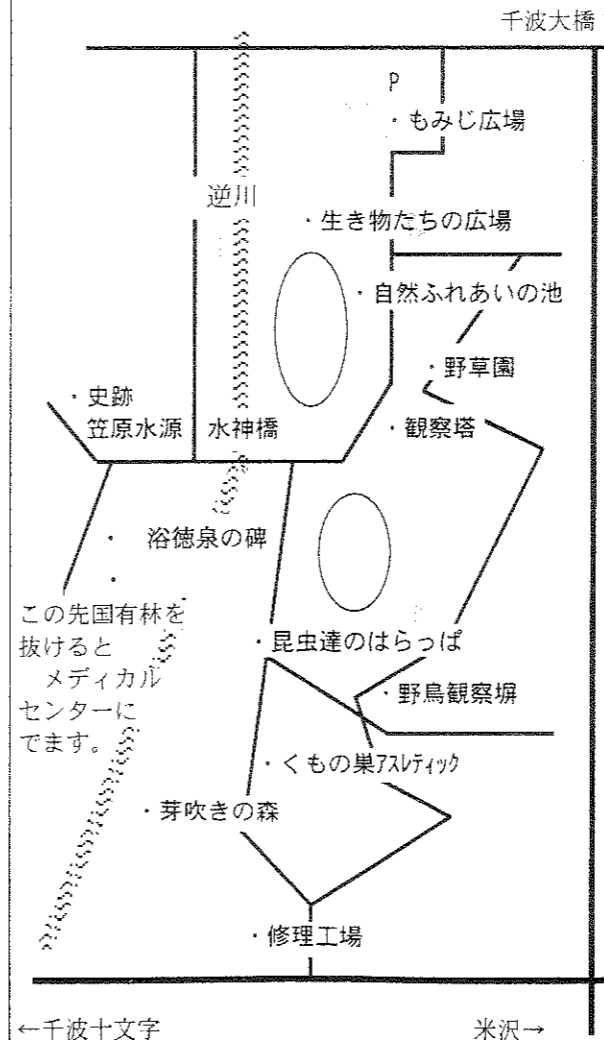 千波大橋
P
・もみじ広場
逆川
・生き物たちの広場
・自然ふれあいの池
・野草園
・史跡
笠原水源
水神橋
・観察塔
・
浴徳泉の碑
・
この先国有林を
抜けると
メディカル
センターに
でます。
・昆虫達のはらっぱ
・野鳥観察塀
・くもの巣アスレティック
・芽吹きの森
・修理工場
←千波十文字
米沢→